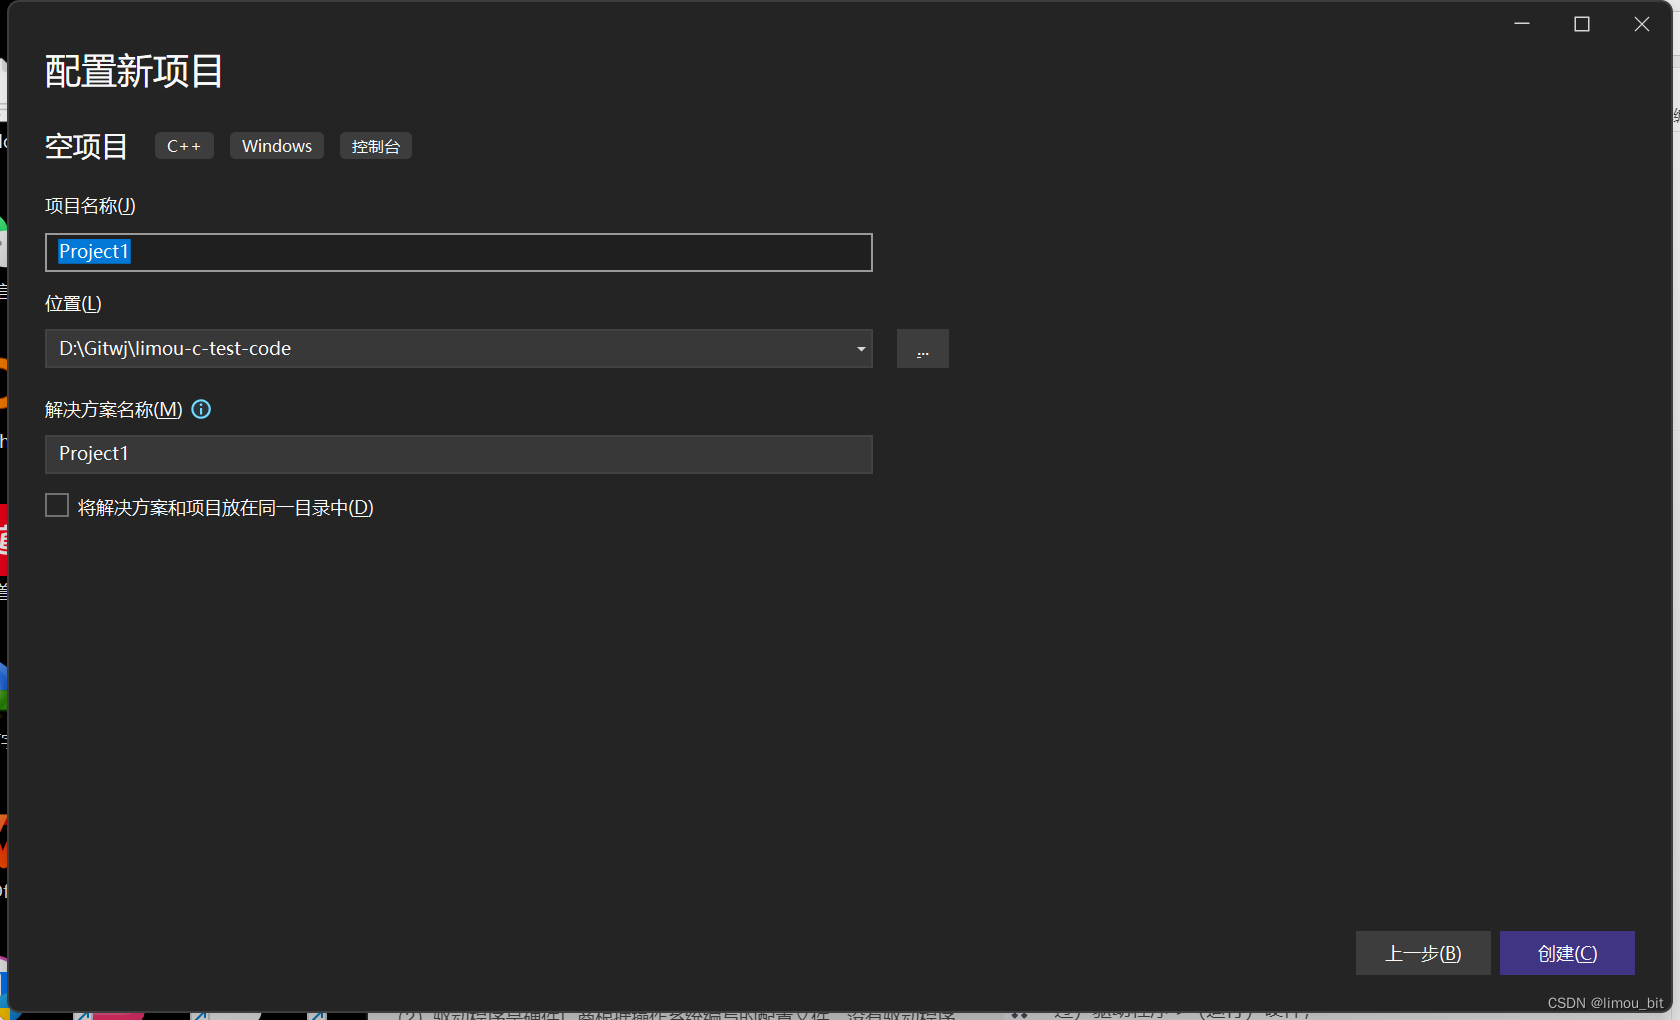 配置新项目
空项目 C++ Windows 控制台
项目名称(J)
Project1
位置(L)
D:\Gitwj\limou-c-test-code
...
解决方案名称(M)
Project1
将解决方案和项目放在同一目录中(D)
上一步(B) 创建(C)
CSDN @limou_bit